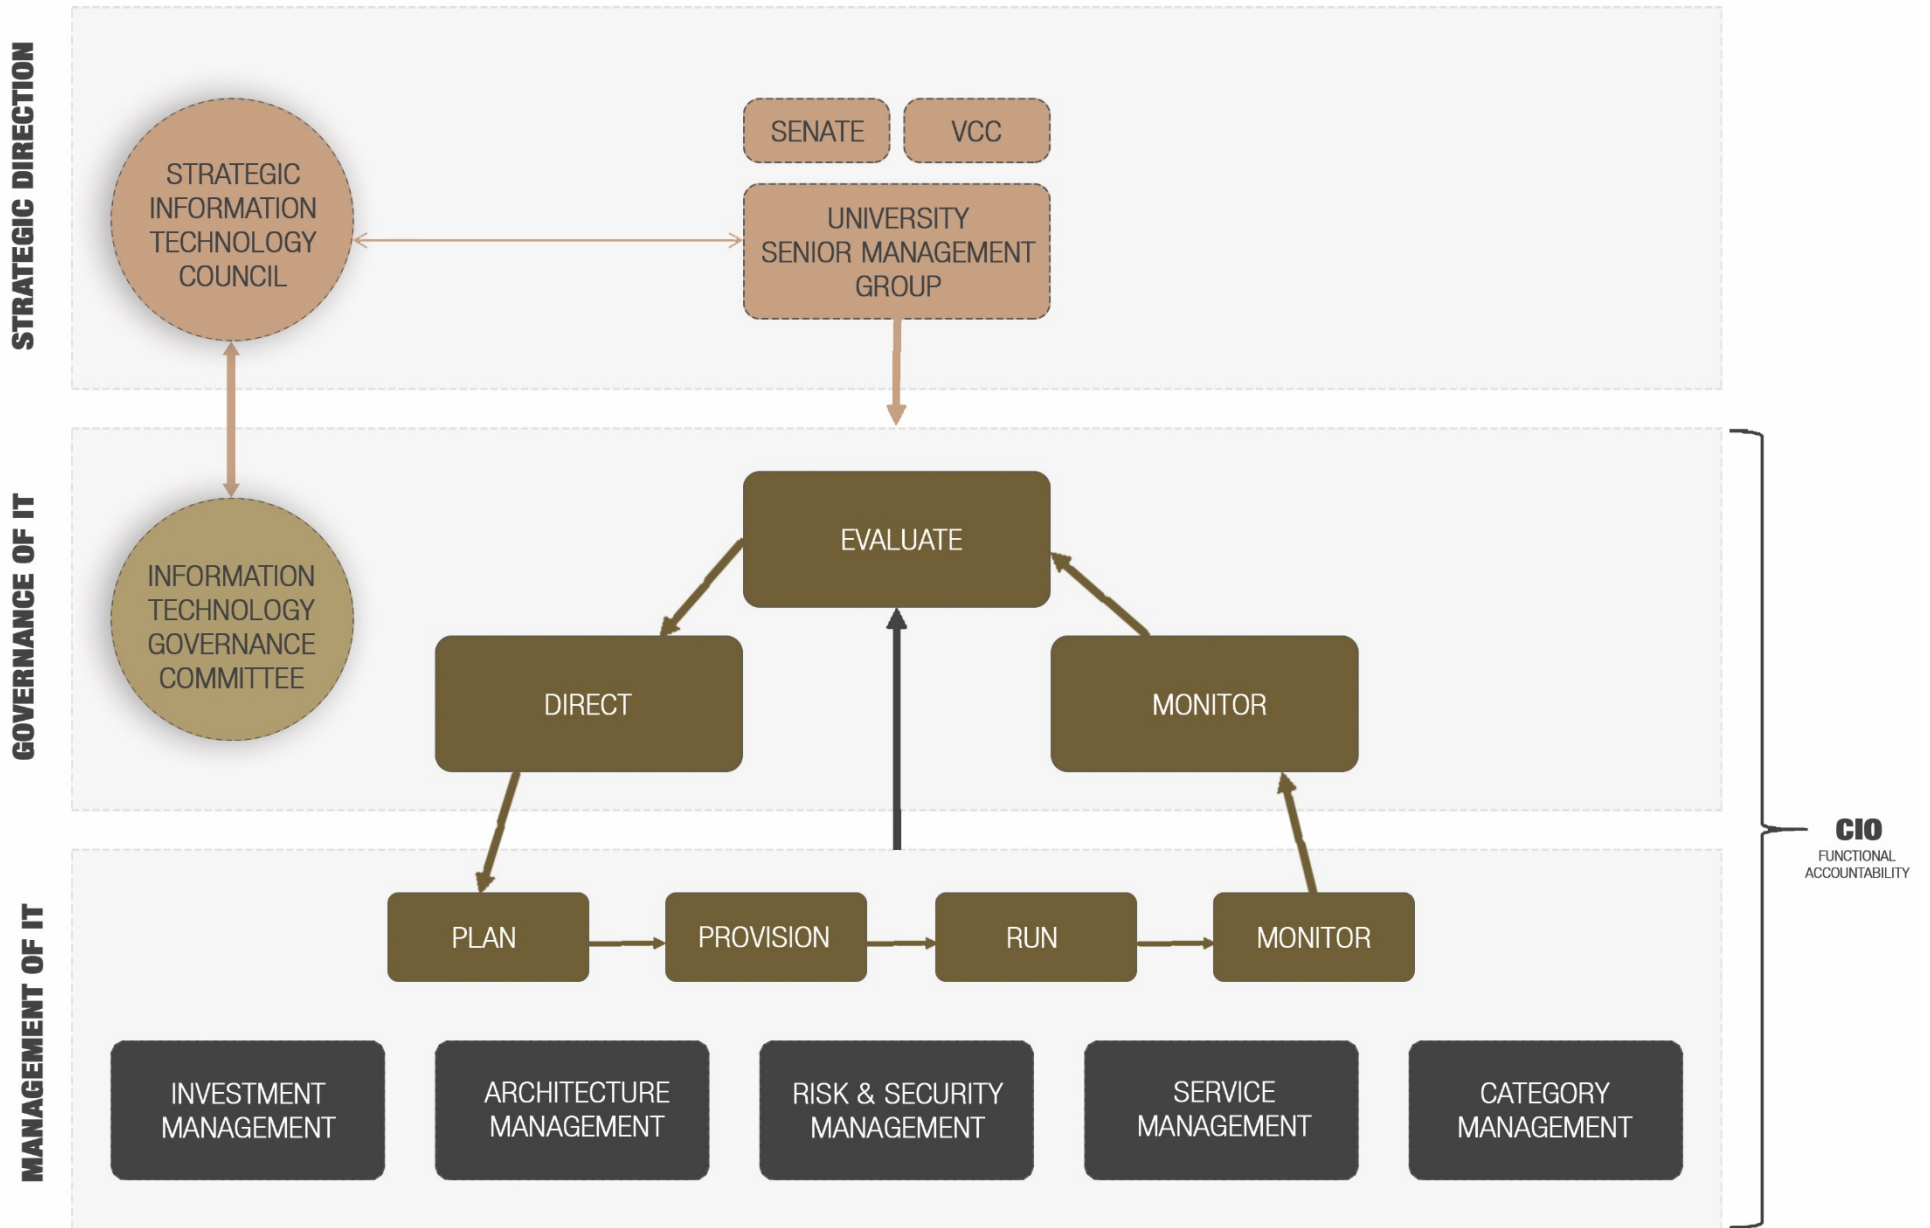 STRATEGIC DIRECTION
SENATE
VCC
STRATEGIC
INFORMATION
TECHNOLOGY
COUNCIL
UNIVERSITY
SENIOR MANAGEMENT
GROUP
GOVERNANCE OF IT
EVALUATE
INFORMATION
TECHNOLOGY
GOVERNANCE
COMMITTEE
DIRECT
MONITOR
CIO
FUNCTIONAL
ACCOUNTABILITY
MANAGEMENT OF IT
PLAN
PROVISION
RUN
MONITOR
INVESTMENT
MANAGEMENT
ARCHITECTURE
MANAGEMENT
RISK & SECURITY
MANAGEMENT
SERVICE
MANAGEMENT
CATEGORY
MANAGEMENT